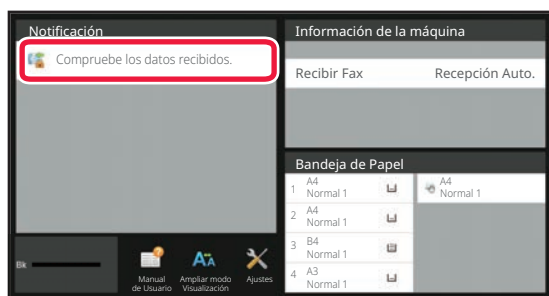 Notificación
Compruebe los datos recibidos.
Información de la máquina
Recibir Fax Recepción Auto.
Bandeja de Papel
1 A4
Normal 1
A4
Normal 1
2 A4
Normal 1
3 B4
Normal 1
4 A3
Normal 1
Bk
Manual
de Usuario
Ampliar modo
Visualización
Ajustes